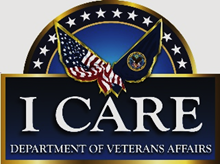 I CARE
DEPARTMENT OF VETERANS AFFAIRS